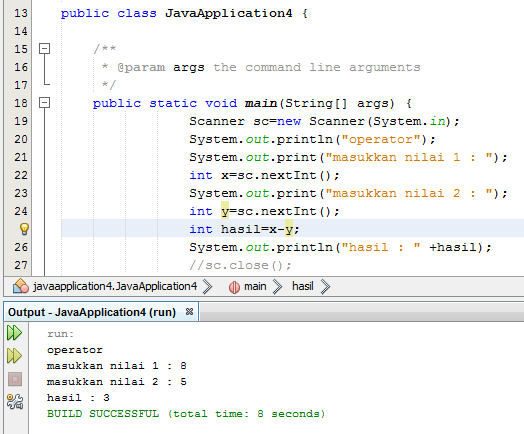 13 public class JavaApplication4 {
14
15 /**
16 * @param args the command line arguments
17 */
18 public static void main(String[] args) {
19 Scanner sc=new Scanner(System.in);
20 System.out.println("operator");
21 System.out.print("masukkan nilai 1 : ");
22 int x=sc.nextInt();
23 System.out.print("masukkan nilai 2 : ");
24 int y=sc.nextInt();
int hasil=x-y;
26 System.out.println("hasil : " +hasil);
27 //sc.close();
javaapplication4.JavaApplication4 main hasil
Output - JavaApplication4 (run)
run:
operator
masukkan nilai 1 : 8
masukkan nilai 2 : 5
hasil : 3
BUILD SUCCESSFUL (total time: 8 seconds)